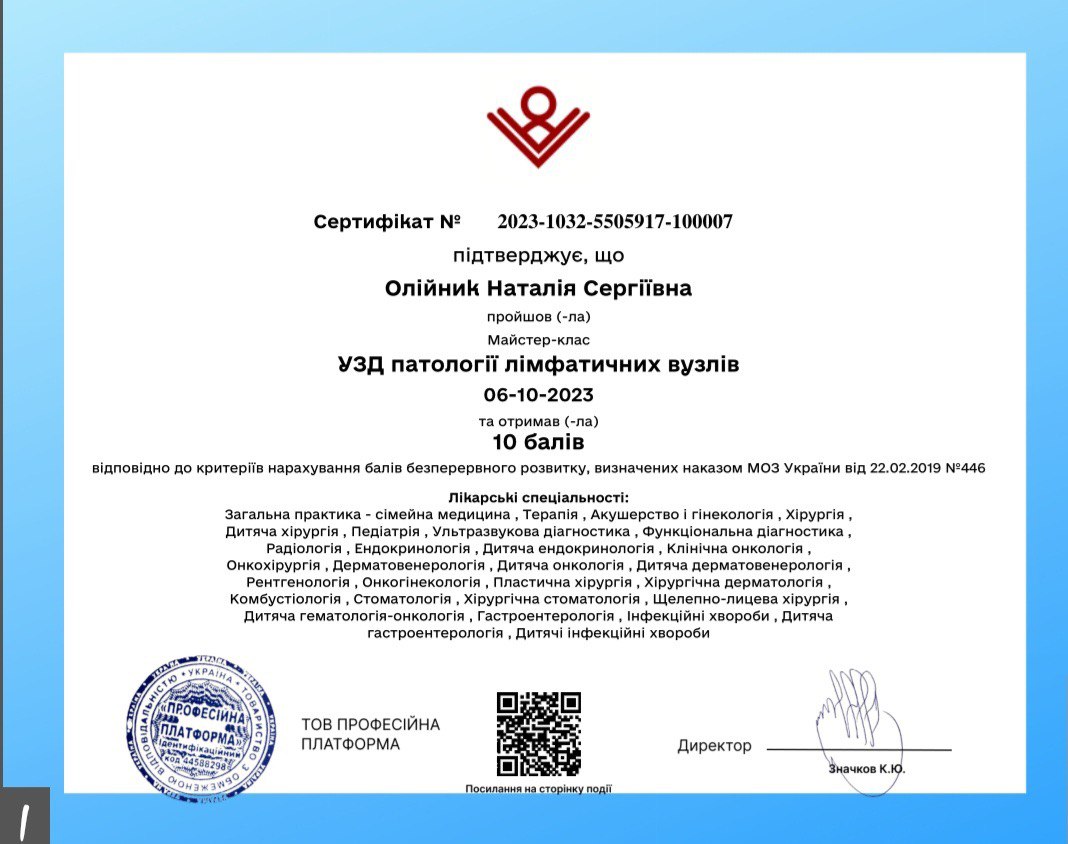 Сертифікат № 2023-1032-5505917-100007
підтверджує, що
Олійник Наталія Сергіївна
пройшов (-ла)
Майстер-клас
УЗД патології лімфатичних вузлів
06-10-2023
та отримав (-ла)
10 балів
відповідно до критеріїв нарахування балів безперервного розвитку, визначених наказом МОЗ України від 22.02.2019 №446
Лікарські спеціальності:
Загальна практика - сімейна медицина , Терапія , Акушерство і гінекологія , Хірургія ,
Дитяча хірургія , Педіатрія , Ультразвукова діагностика , Функціональна діагностика ,
Радіологія , Ендокринологія , Дитяча ендокринологія , Клінічна онкологія ,
Онкохірургія , Дерматовенерологія , Дитяча онкологія , Дитяча дерматовенерологія ,
Рентгенологія , Онкогінекологія , Пластична хірургія , Хірургічна дерматологія ,
Комбустіологія , Стоматологія , Хірургічна стоматологія , Щелепно-лицева хірургія ,
Дитяча гематологія-онкологія , Гастроентерологія , Інфекційні хвороби , Дитяча
гастроентерологія , Дитячі інфекційні хвороби
УКРАЇНА • ТОВАРИСТВО З ОБМЕЖЕНОЮ ВІДПОВІДАЛЬНІСТЮ
«ПРОФЕСІЙНА
ПЛАТФОРМА»
Ідентифікаційний
код 44588298
ТОВ ПРОФЕСІЙНА
ПЛАТФОРМА
Посилання на сторінку події
Директор
Значков К.Ю.
1